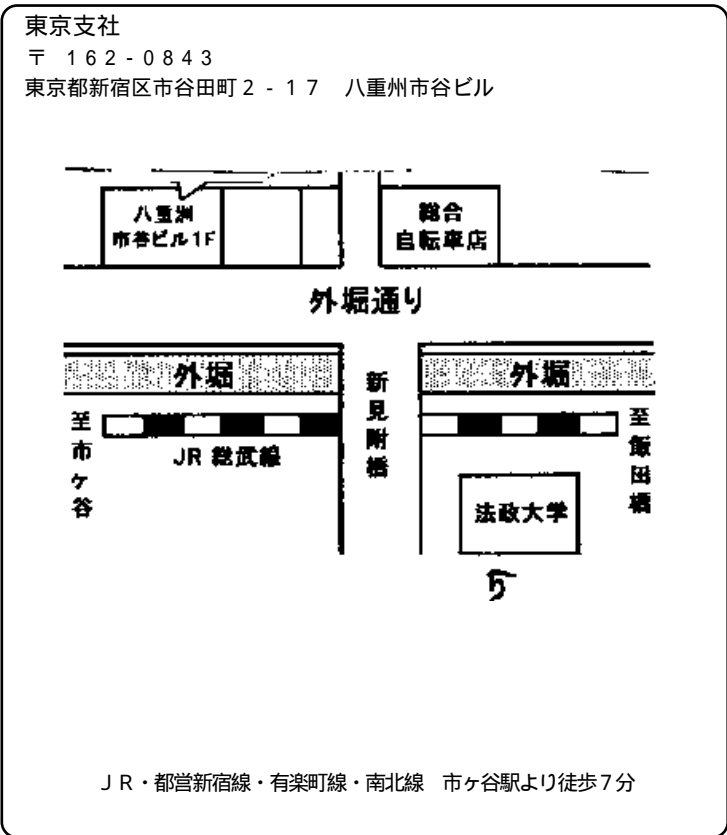 東京支社
〒 １６２-０８４３
東京都新宿区市谷田町２-１７　八重州市谷ビル
八重洲
市谷ビル1F
総合
自転車店
外堀通り
外堀
新見附橋
外堀
至市ケ谷
JR 総武線
至飯田橋
法政大学
ＪＲ・都営新宿線・有楽町線・南北線　市ヶ谷駅より徒歩７分